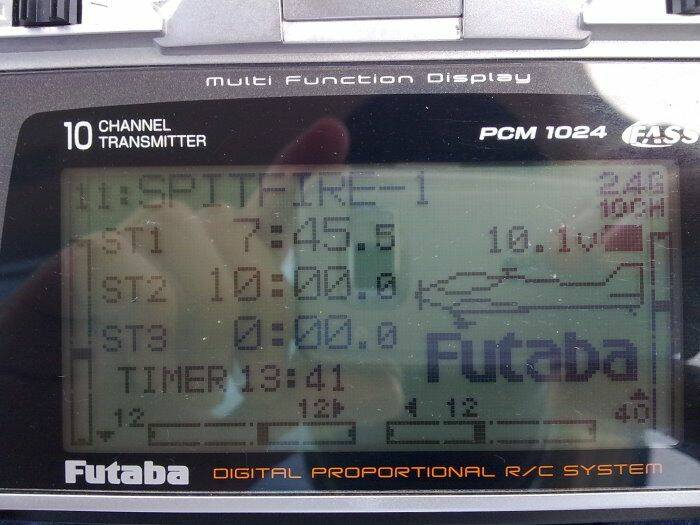 multi Function Display
10 CHANNEL TRANSMITTER
PCM 1024 FASS
11:SPITFIRE-1
2.4G
10CH
ST1 7:45.5
10.1v
ST2 10:00.0
ST3 0:00.0
Futaba
TIMER 13:41
12 12 12 40
Futaba DIGITAL PROPORTIONAL R/C SYSTEM